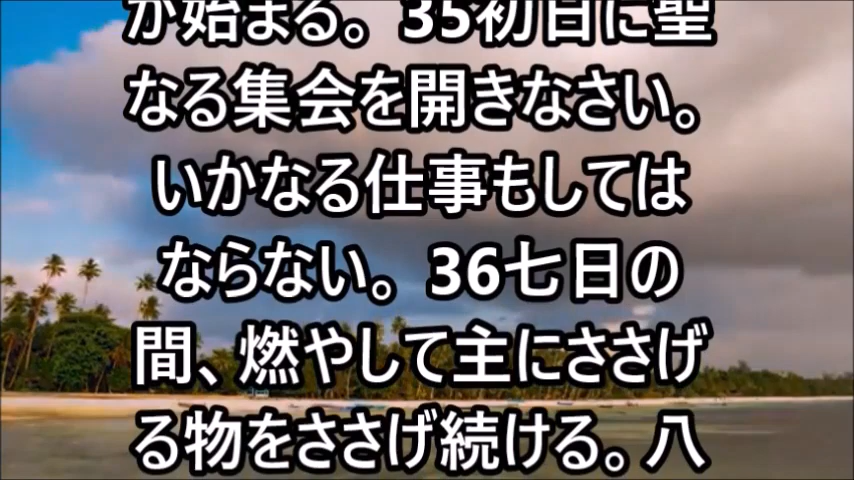 が始まる。35初日に聖
なる集会を開きなさい。
いかなる仕事もしては
ならない。36七日の
間、燃やして主にささげ
る物をささげ続ける。八